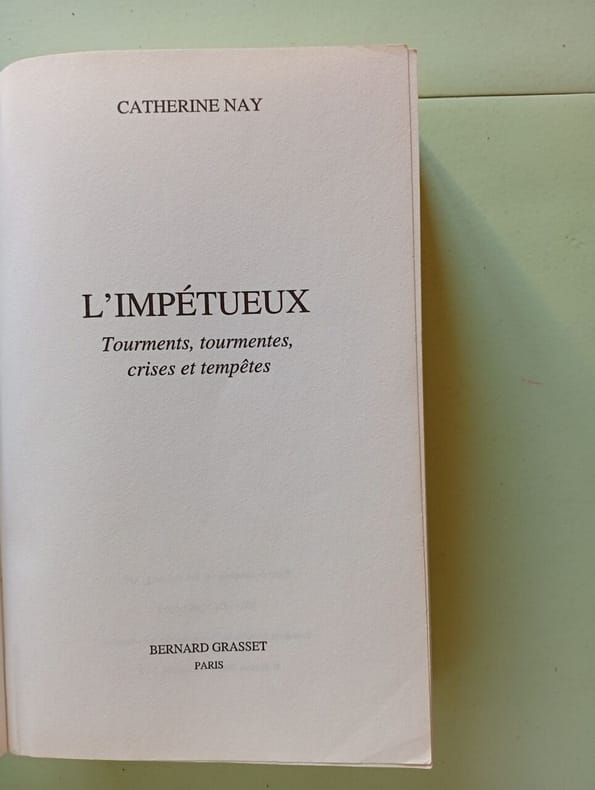 CATHERINE NAY
L'IMPÉTUEUX
Tourments, tourmentes,
crises et tempêtes
BERNARD GRASSET
PARIS